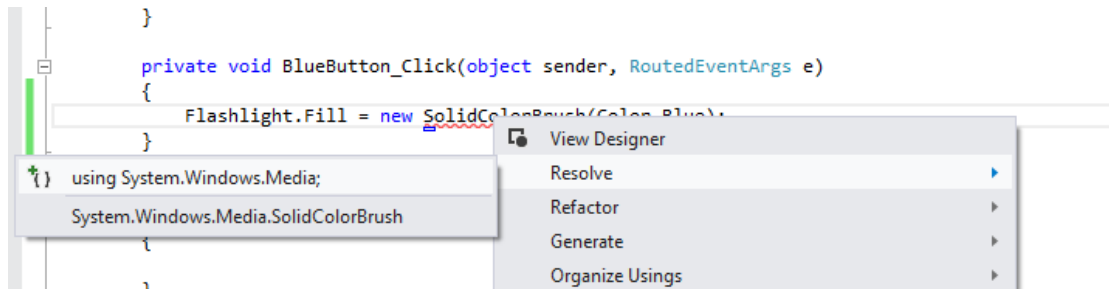 }
private void BlueButton_Click(object sender, RoutedEventArgs e)
{
Flashlight.Fill = new SolidColorBrush(Color.Blue);
}
View Designer
Resolve
using System.Windows.Media;
System.Windows.Media.SolidColorBrush
Refactor
{
Generate
Organize Usings
}